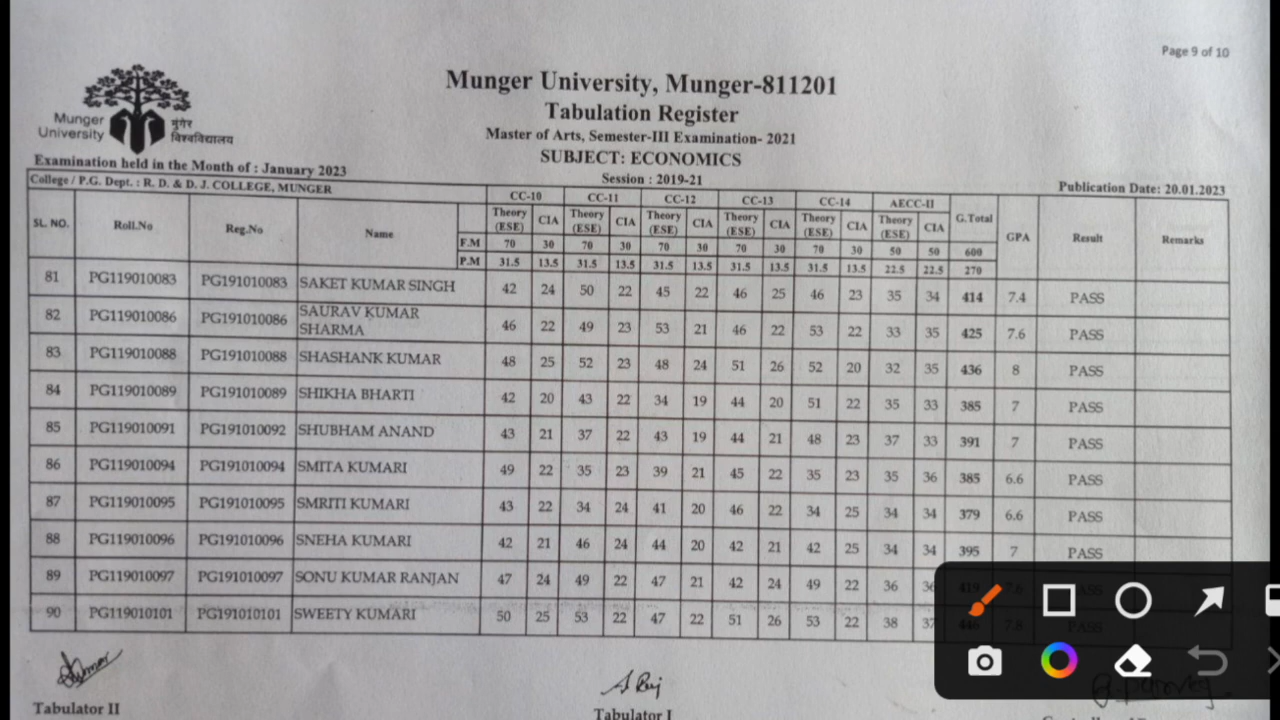 Page 9 of 10
Munger University, Munger-811201
Tabulation Register
Master of Arts, Semester-III Examination- 2021
SUBJECT: ECONOMICS
Session : 2019-21
Munger University
मुंगेर विश्वविद्यालय
Examination held in the Month of : January 2023
Publication Date: 20.01.2023
College / P.G. Dept. : R. D. & D. J. COLLEGE, MUNGER
CC-10 CC-11 CC-12 CC-13 CC-14 AECC-II
SL. NO. Roll.No Reg.No Name Theory (ESE) CIA Theory (ESE) CIA Theory (ESE) CIA Theory (ESE) CIA Theory (ESE) CIA Theory (ESE) CIA G.Total GPA Result Remarks
F.M 70 30 70 30 70 30 70 30 70 30 50 50 600
P.M 31.5 13.5 31.5 13.5 31.5 13.5 31.5 13.5 31.5 13.5 22.5 22.5 270
81 PG119010083 PG191010083 SAKET KUMAR SINGH 42 24 50 22 45 22 46 25 46 23 35 34 414 7.4 PASS
82 PG119010086 PG191010086 SAURAV KUMAR SHARMA 46 22 49 23 53 21 46 22 53 22 33 35 425 7.6 PASS
83 PG119010088 PG191010088 SHASHANK KUMAR 48 25 52 23 48 24 51 26 52 20 32 35 436 8 PASS
84 PG119010089 PG191010089 SHIKHA BHARTI 42 20 43 22 34 19 44 20 51 22 35 33 385 7 PASS
85 PG119010091 PG191010092 SHUBHAM ANAND 43 21 37 22 43 19 44 21 48 23 37 33 391 7 PASS
86 PG119010094 PG191010094 SMITA KUMARI 49 22 35 23 39 21 45 22 35 23 35 36 385 6.6 PASS
87 PG119010095 PG191010095 SMRITI KUMARI 43 22 34 24 41 20 46 22 34 25 34 34 379 6.6 PASS
88 PG119010096 PG191010096 SNEHA KUMARI 42 21 46 24 44 20 42 21 42 25 34 34 395 7 PASS
89 PG119010097 PG191010097 SONU KUMAR RANJAN 47 24 49 22 47 21 42 24 49 22 36 36 419 7.6 PASS
90 PG119010101 PG191010101 SWEETY KUMARI 50 25 53 22 47 22 51 26 53 22 38 37 446 7.8 PASS
Tabulator II
Tabulator I